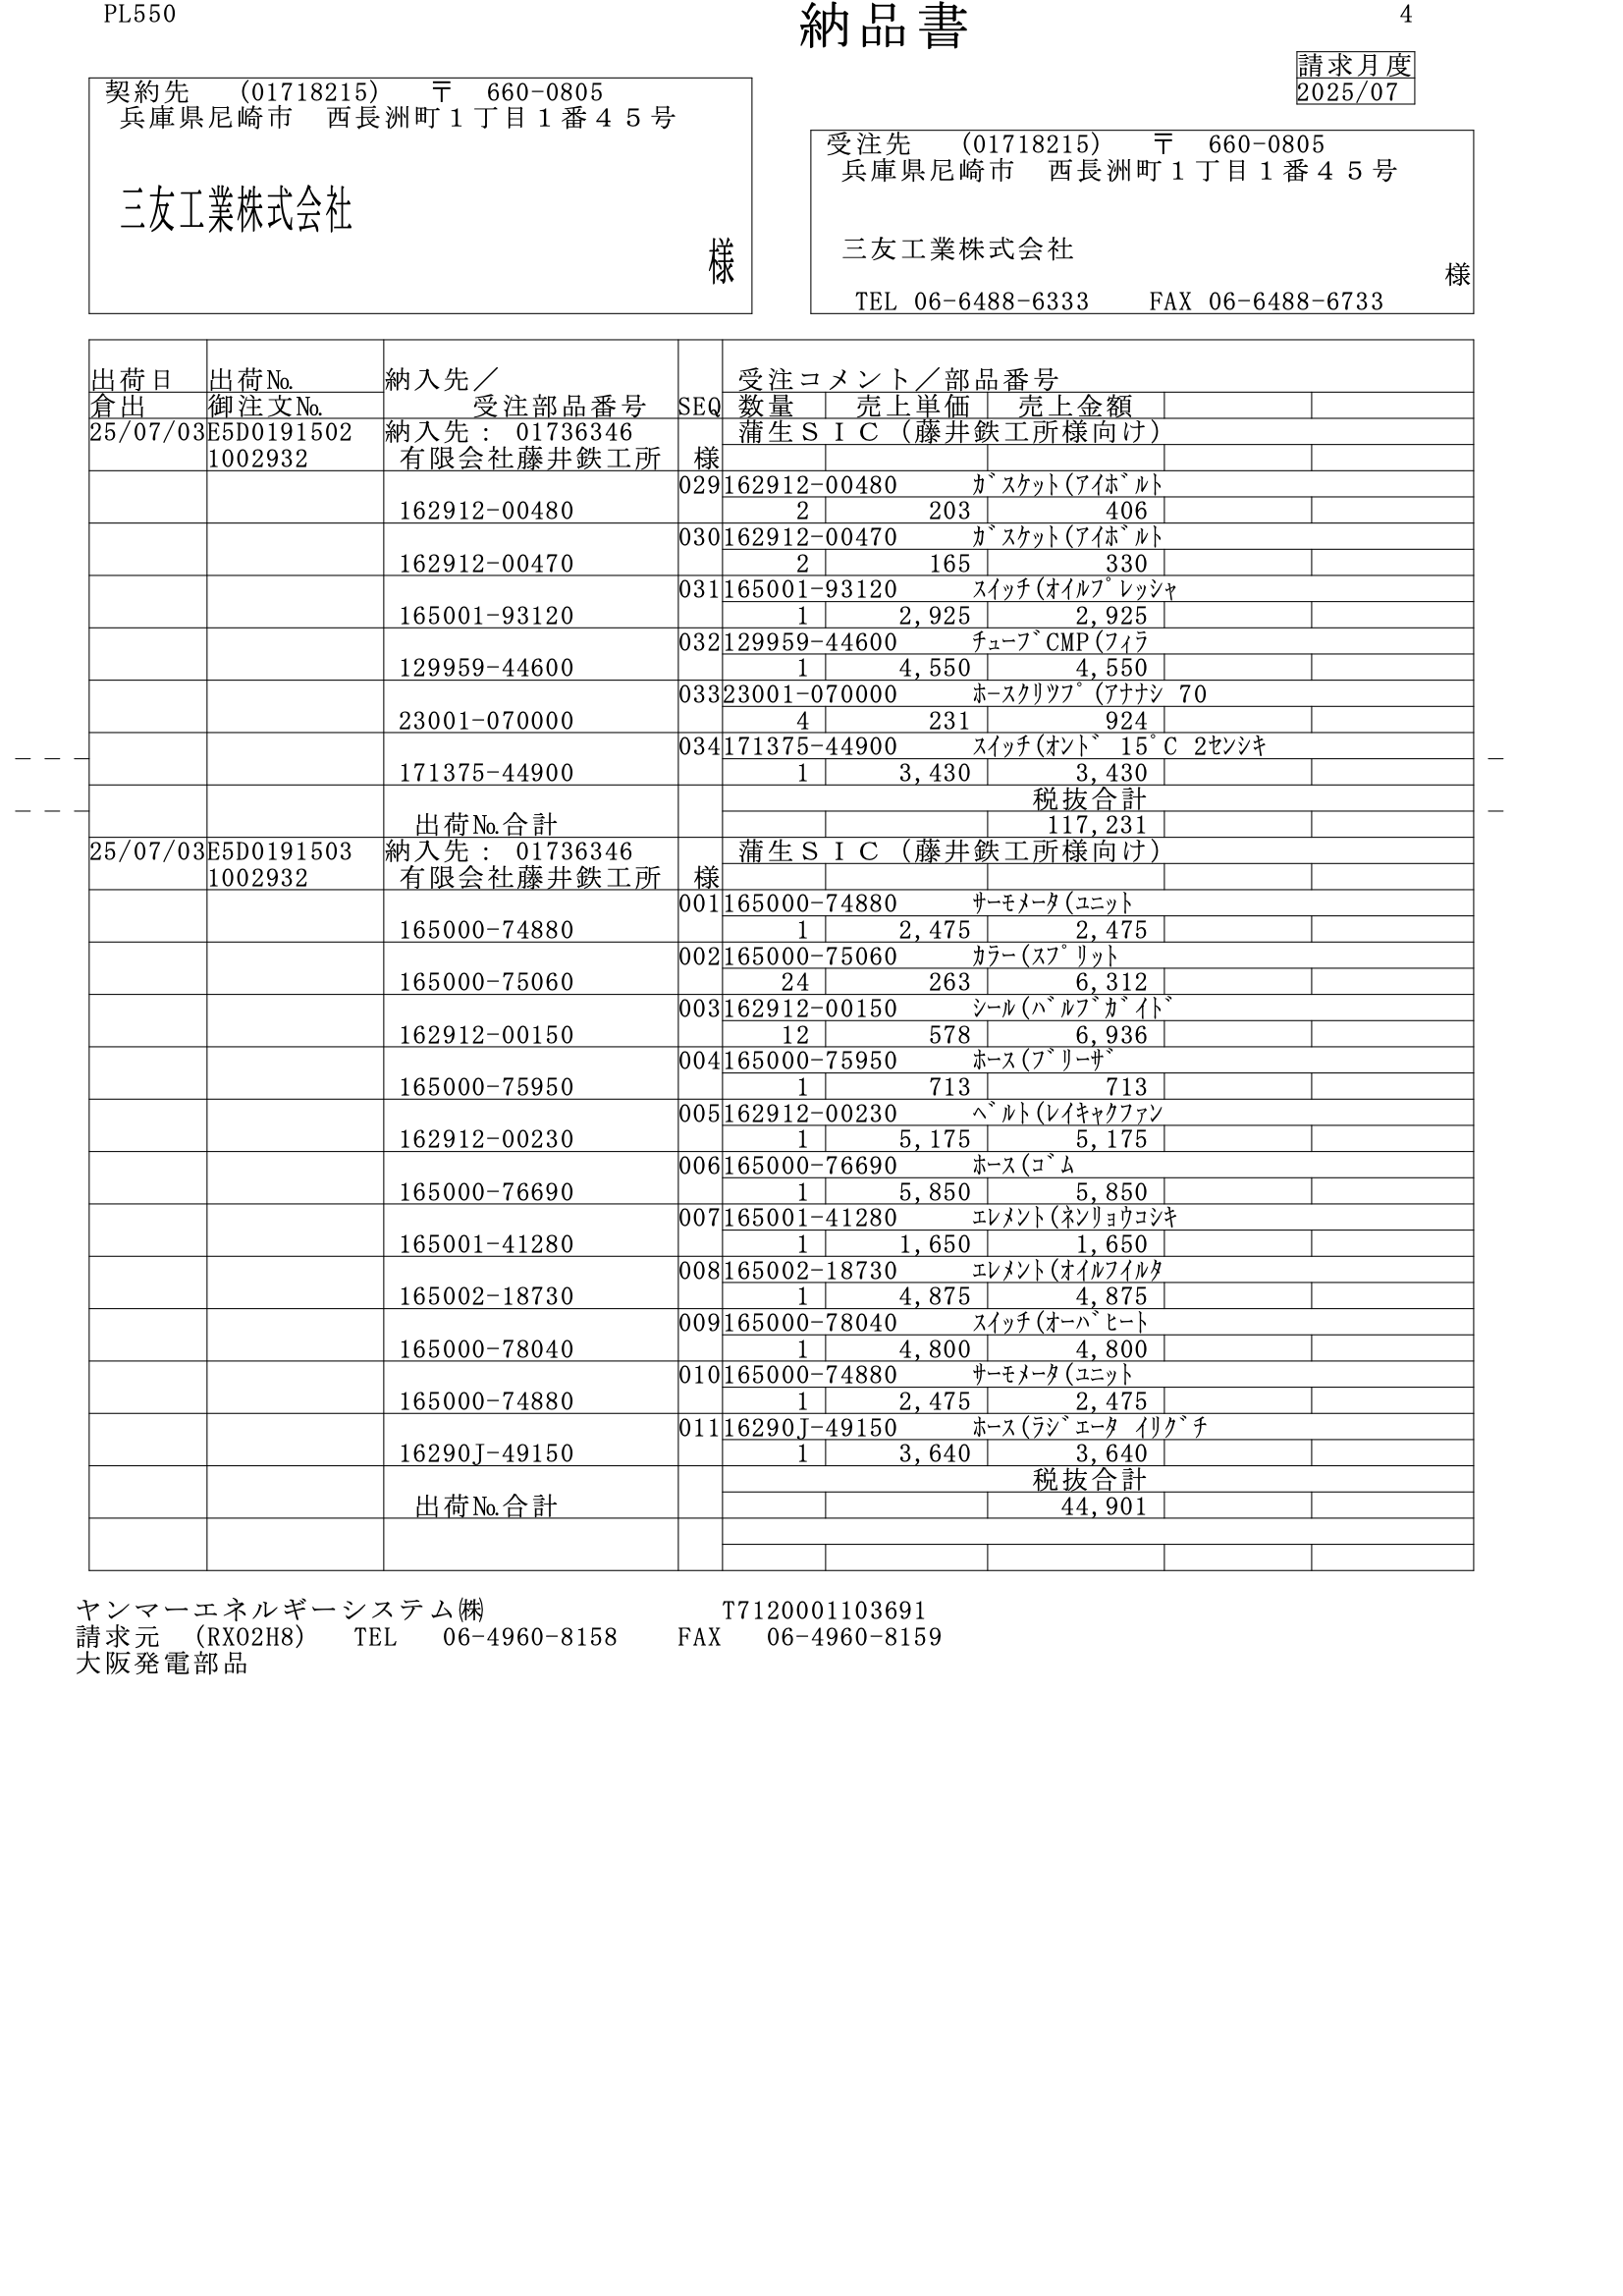 PL550 納品書 4
請求月度
2025/07
契約先 (01718215) 〒 660-0805
兵庫県尼崎市 西長洲町１丁目１番４５号
三友工業株式会社
様
受注先 (01718215) 〒 660-0805
兵庫県尼崎市 西長洲町１丁目１番４５号
三友工業株式会社
様
TEL 06-6488-6333 FAX 06-6488-6733
出荷日 出荷№ 納入先／ 受注コメント／部品番号
倉出 御注文№ 受注部品番号 SEQ 数量 売上単価 売上金額
25/07/03 E5D0191502 納入先： 01736346 蒲生ＳＩＣ（藤井鉄工所様向け）
1002932 有限会社藤井鉄工所 様
029 162912-00480 ｶﾞｽｹｯﾄ(ｱｲﾎﾞﾙﾄ
162912-00480 2 203 406
030 162912-00470 ｶﾞｽｹｯﾄ(ｱｲﾎﾞﾙﾄ
162912-00470 2 165 330
031 165001-93120 ｽｲｯﾁ(ｵｲﾙﾌﾟﾚｯｼｬ
165001-93120 1 2,925 2,925
032 129959-44600 ﾁｭｰﾌﾞCMP(ﾌｨﾗ
129959-44600 1 4,550 4,550
033 23001-070000 ﾎｰｽｸﾘﾂﾌﾟ(ｱﾅﾅｼ 70
23001-070000 4 231 924
034 171375-44900 ｽｲｯﾁ(ｵﾝﾄﾞ 15ﾟC 2ｾﾝｼｷ
171375-44900 1 3,430 3,430
税抜合計
出荷№合計 117,231
25/07/03 E5D0191503 納入先： 01736346 蒲生ＳＩＣ（藤井鉄工所様向け）
1002932 有限会社藤井鉄工所 様
001 165000-74880 ｻｰﾓﾒｰﾀ(ﾕﾆｯﾄ
165000-74880 1 2,475 2,475
002 165000-75060 ｶﾗｰ(ｽﾌﾟﾘｯﾄ
165000-75060 24 263 6,312
003 162912-00150 ｼｰﾙ(ﾊﾞﾙﾌﾞｶﾞｲﾄﾞ
162912-00150 12 578 6,936
004 165000-75950 ﾎｰｽ(ﾌﾞﾘｰｻﾞ
165000-75950 1 713 713
005 162912-00230 ﾍﾞﾙﾄ(ﾚｲｷｬｸﾌｧﾝ
162912-00230 1 5,175 5,175
006 165000-76690 ﾎｰｽ(ｺﾞﾑ
165000-76690 1 5,850 5,850
007 165001-41280 ｴﾚﾒﾝﾄ(ﾈﾝﾘｮｳｺｼｷ
165001-41280 1 1,650 1,650
008 165002-18730 ｴﾚﾒﾝﾄ(ｵｲﾙﾌｲﾙﾀ
165002-18730 1 4,875 4,875
009 165000-78040 ｽｲｯﾁ(ｵｰﾊﾞﾋｰﾄ
165000-78040 1 4,800 4,800
010 165000-74880 ｻｰﾓﾒｰﾀ(ﾕﾆｯﾄ
165000-74880 1 2,475 2,475
011 16290J-49150 ﾎｰｽ(ﾗｼﾞｴｰﾀ ｲﾘｸﾞﾁ
16290J-49150 1 3,640 3,640
税抜合計
出荷№合計 44,901
ヤンマーエネルギーシステム㈱ T7120001103691
請求元 (RX02H8) TEL 06-4960-8158 FAX 06-4960-8159
大阪発電部品